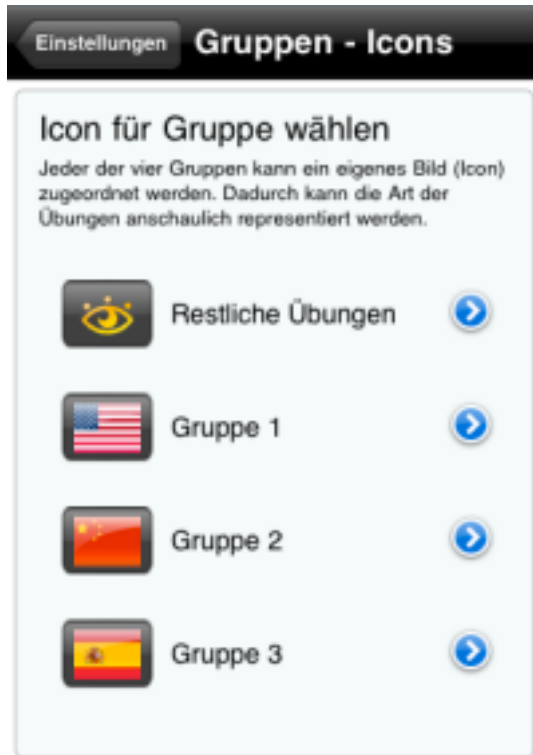 Einstellungen
Gruppen - Icons
Icon für Gruppe wählen
Jeder der vier Gruppen kann ein eigenes Bild (Icon)
zugeordnet werden. Dadurch kann die Art der
Übungen anschaulich representiert werden.
Restliche Übungen
Gruppe 1
Gruppe 2
Gruppe 3